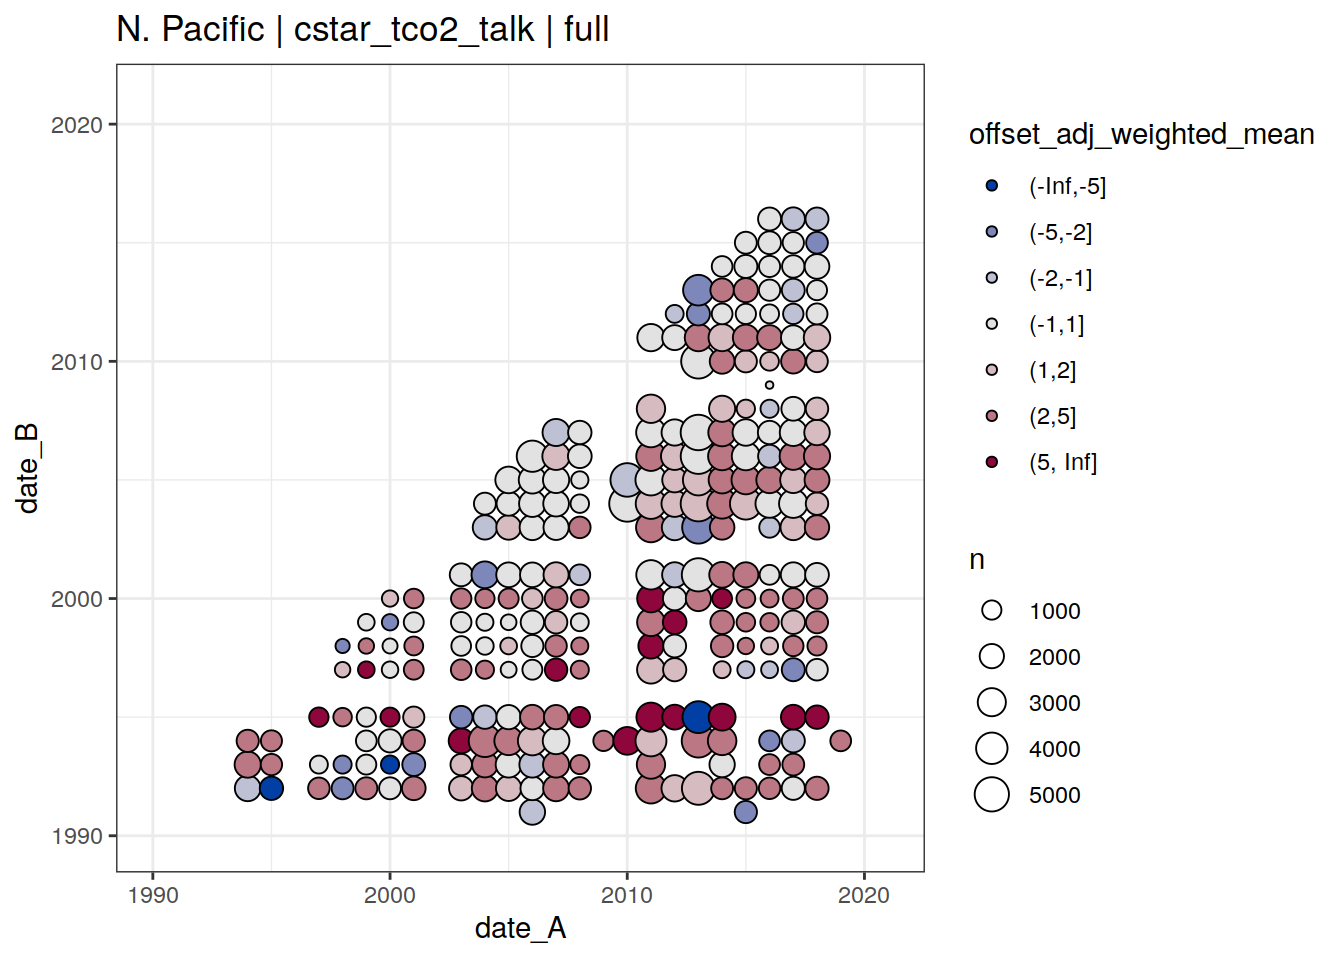 N. Pacific | cstar_tco2_talk | full
2020
2010
2000
1990
date_B
1990
2000
2010
2020
date_A
offset_adj_weighted_mean
(-Inf,-5]
(-5,-2]
(-2,-1]
(-1,1]
(1,2]
(2,5]
(5, Inf]
n
1000
2000
3000
4000
5000